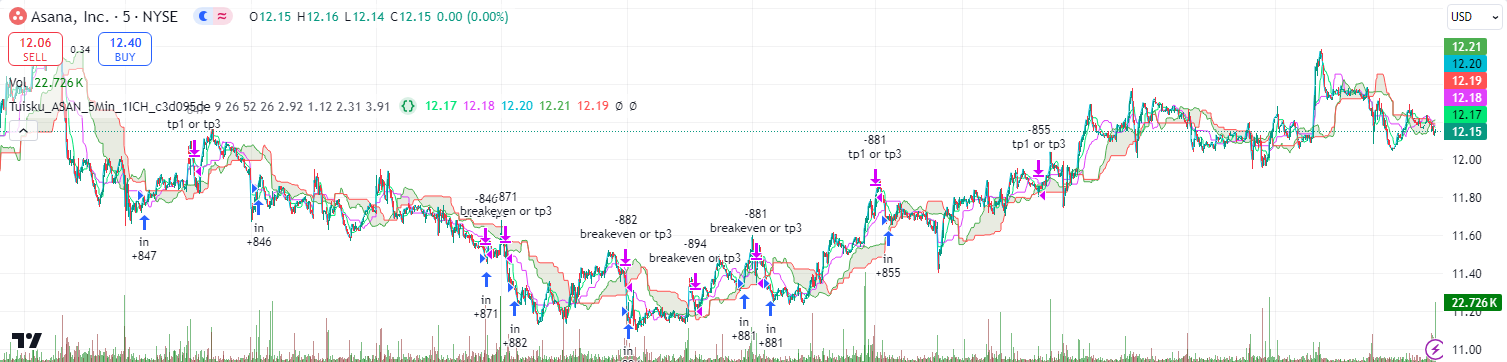 Asana, Inc. · 5 · NYSE O12.15 H12.16 L12.14 C12.15 0.00 (0.00%)
USD
12.06
SELL
0.34
12.40
BUY
Vol 22.726 K
Tuisku_ASAN_5Min_1ICH_c3d095de 9 26 52 26 2.92 1.12 2.31 3.91 12.17 12.18 12.20 12.21 12.19 Ø Ø
tp1 or tp3
in
+847
in
+846
-846
871
breakeven or tp3
in
+871
in
+882
-882
breakeven or tp3
in
-894
breakeven or tp3
-881
breakeven or tp3
in
+881
in
+881
-881
tp1 or tp3
in
+855
-855
tp1 or tp3
12.21
12.20
12.19
12.18
12.17
12.15
12.00
11.80
11.60
11.40
22.726 K
11.20
11.00